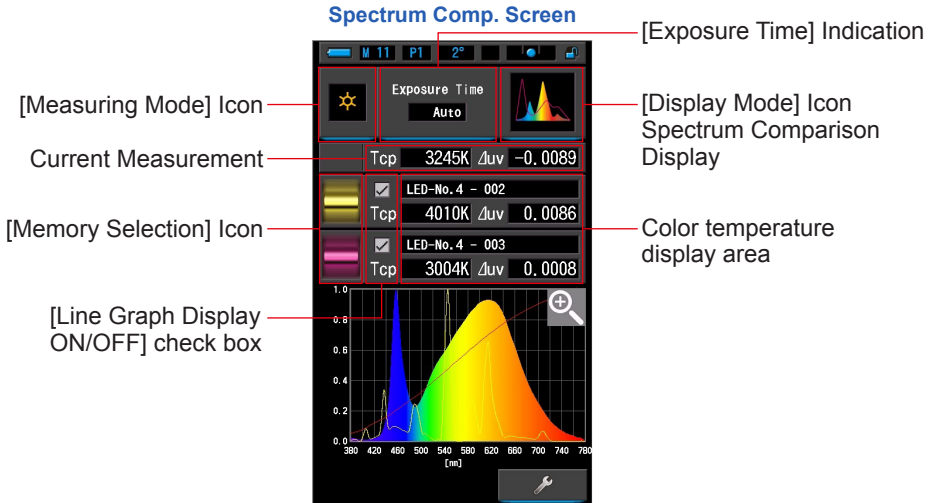 Spectrum Comp. Screen
[Exposure Time] Indication
M 11 P1 2°
[Measuring Mode] Icon
Exposure Time
Auto
[Display Mode] Icon
Spectrum Comparison
Display
Current Measurement
Tcp 3245K ⊿uv -0.0089
[Memory Selection] Icon
LED-No.4 - 002
Tcp 4010K ⊿uv 0.0086
LED-No.4 - 003
Tcp 3004K ⊿uv 0.0008
Color temperature
display area
[Line Graph Display
ON/OFF] check box
1.0
0.8
0.6
0.4
0.2
0.0
380 420 460 500 540 580 620 660 700 740 780
[nm]